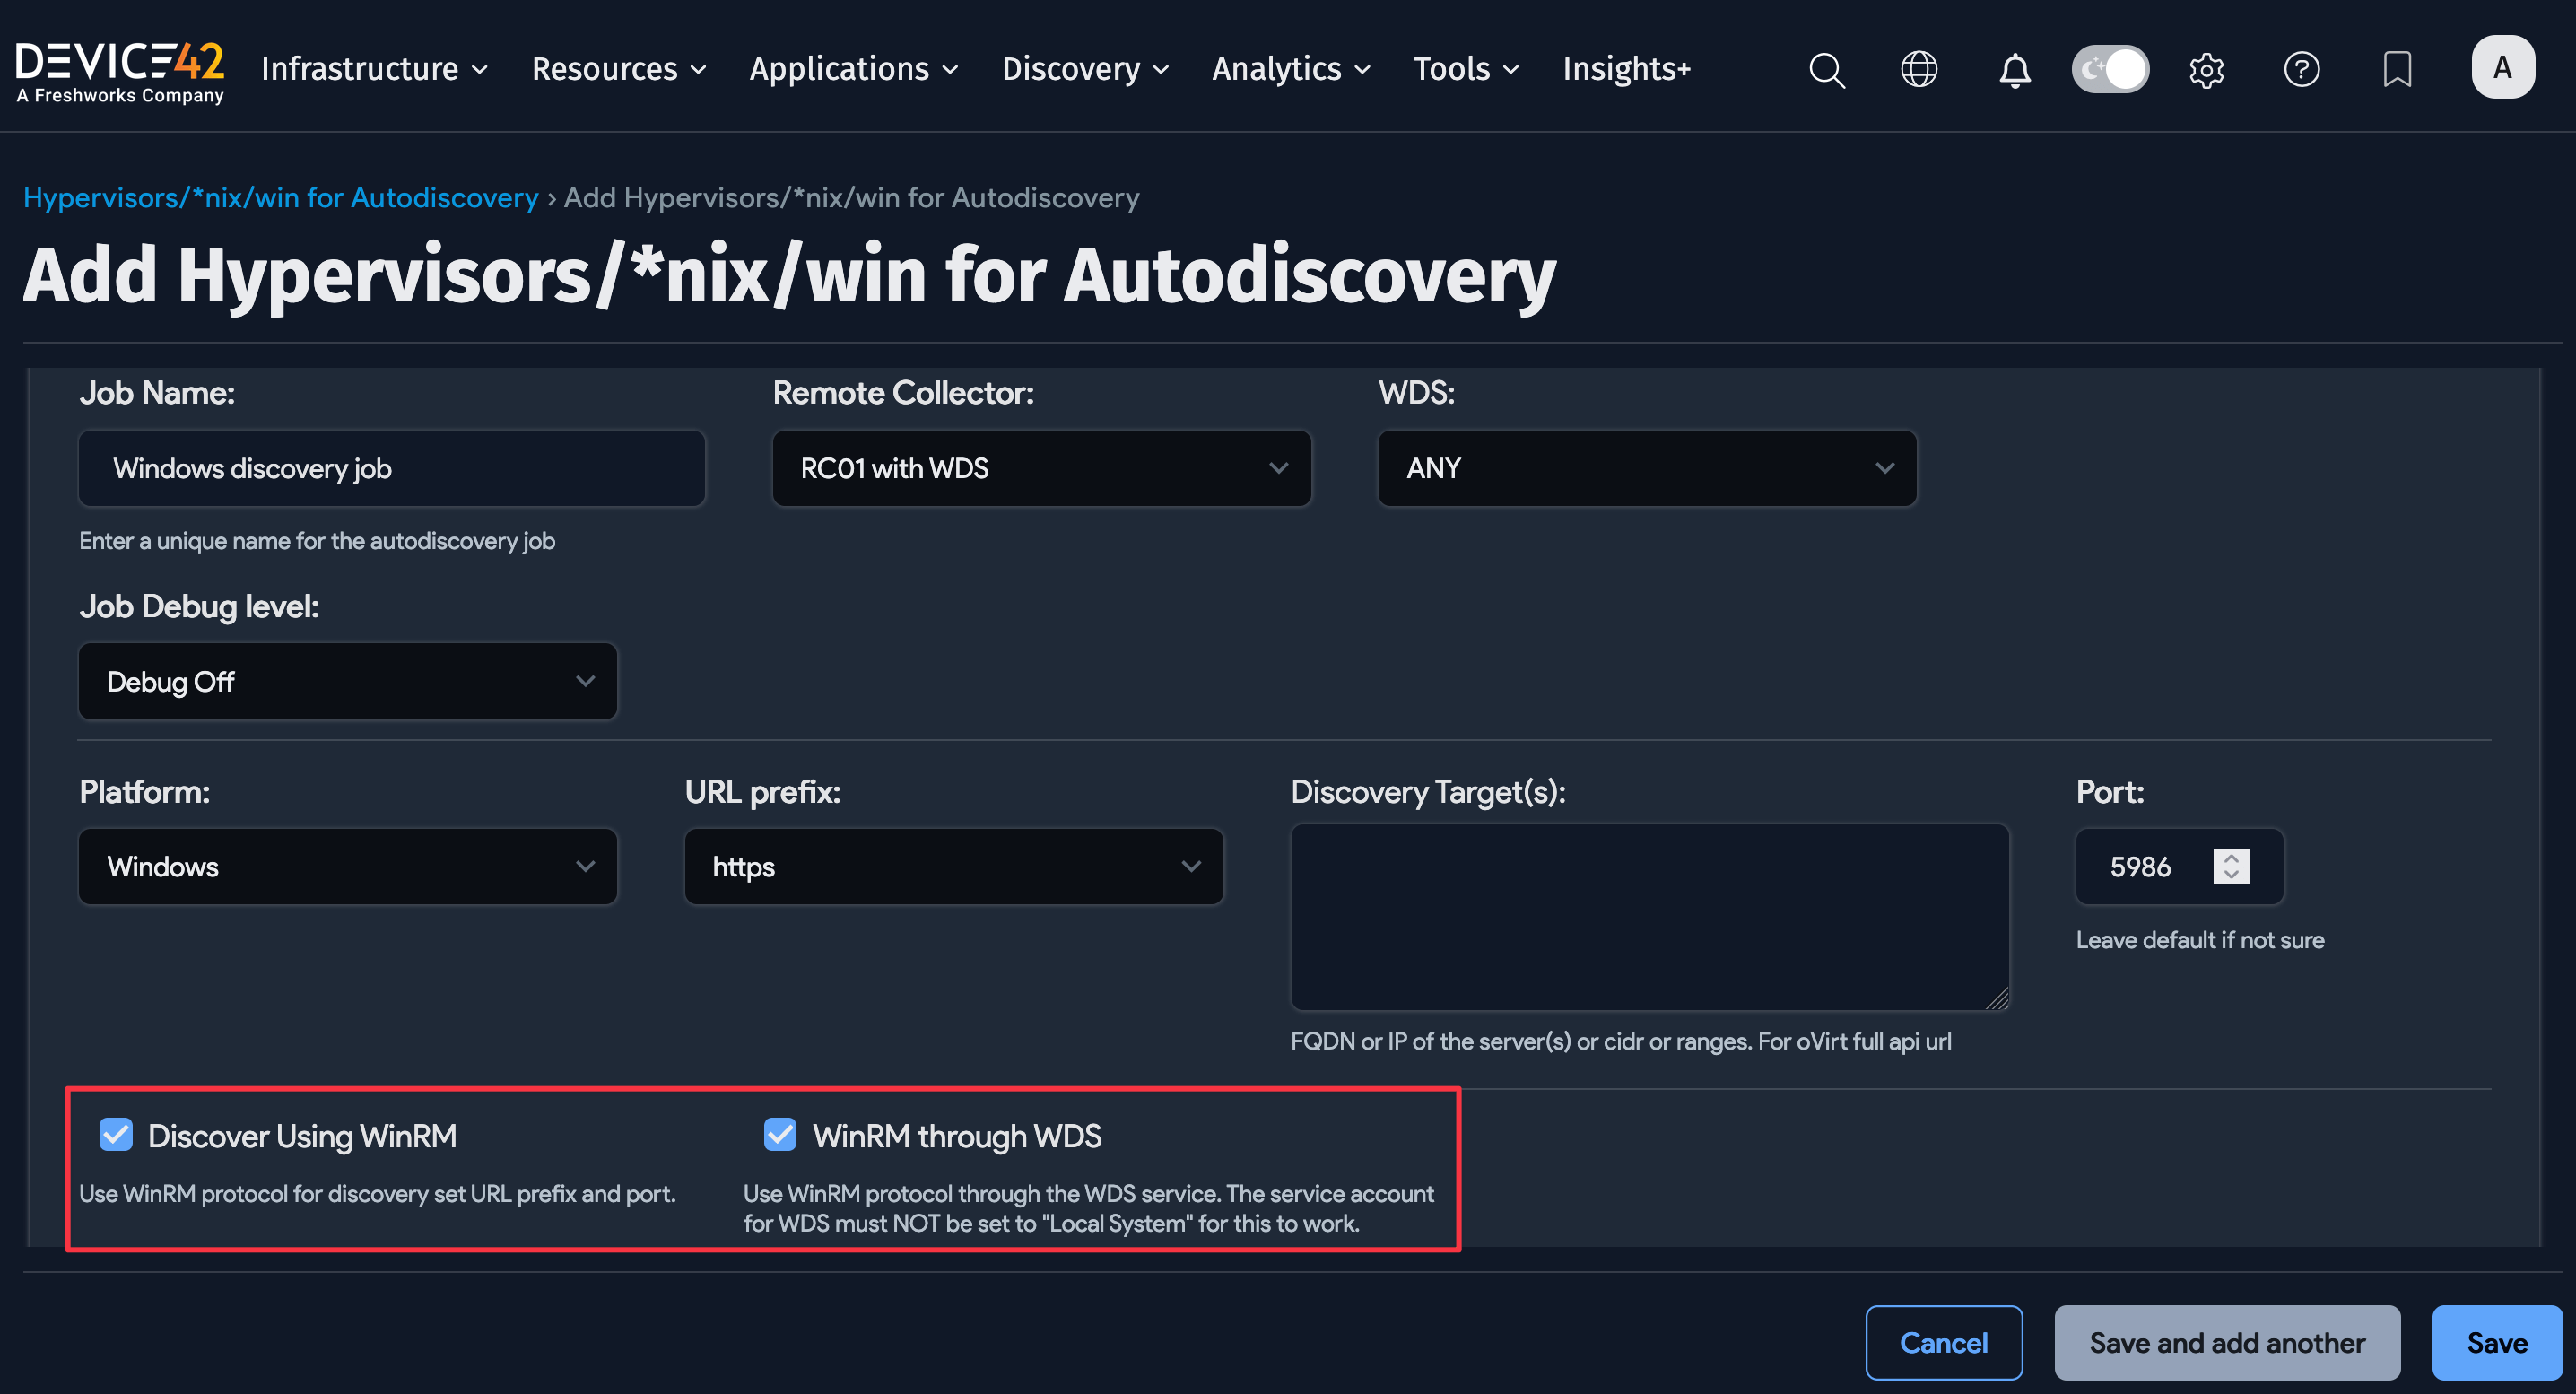 DEVICE42
A Freshworks Company
Infrastructure
Resources
Applications
Discovery
Analytics
Tools
Insights+
A
Hypervisors/*nix/win for Autodiscovery › Add Hypervisors/*nix/win for Autodiscovery
Add Hypervisors/*nix/win for Autodiscovery
Job Name:
Remote Collector:
WDS:
Windows discovery job
RC01 with WDS
ANY
Enter a unique name for the autodiscovery job
Job Debug level:
Debug Off
Platform:
URL prefix:
Discovery Target(s):
Port:
Windows
https
5986
Leave default if not sure
FQDN or IP of the server(s) or cidr or ranges. For oVirt full api url
Discover Using WinRM
Use WinRM protocol for discovery set URL prefix and port.
WinRM through WDS
Use WinRM protocol through the WDS service. The service account
for WDS must NOT be set to "Local System" for this to work.
Cancel
Save and add another
Save